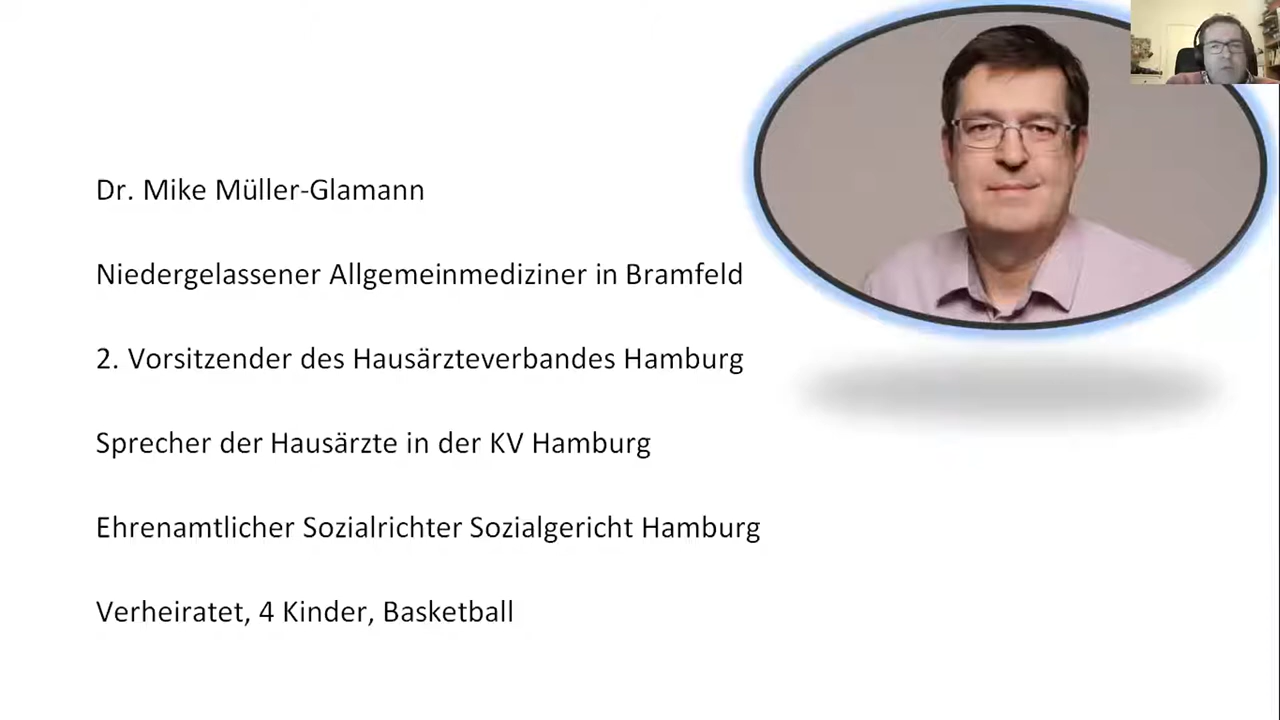 Dr. Mike Müller-Glamann
Niedergelassener Allgemeinmediziner in Bramfeld
2. Vorsitzender des Hausärzteverbandes Hamburg
Sprecher der Hausärzte in der KV Hamburg
Ehrenamtlicher Sozialrichter Sozialgericht Hamburg
Verheiratet, 4 Kinder, Basketball